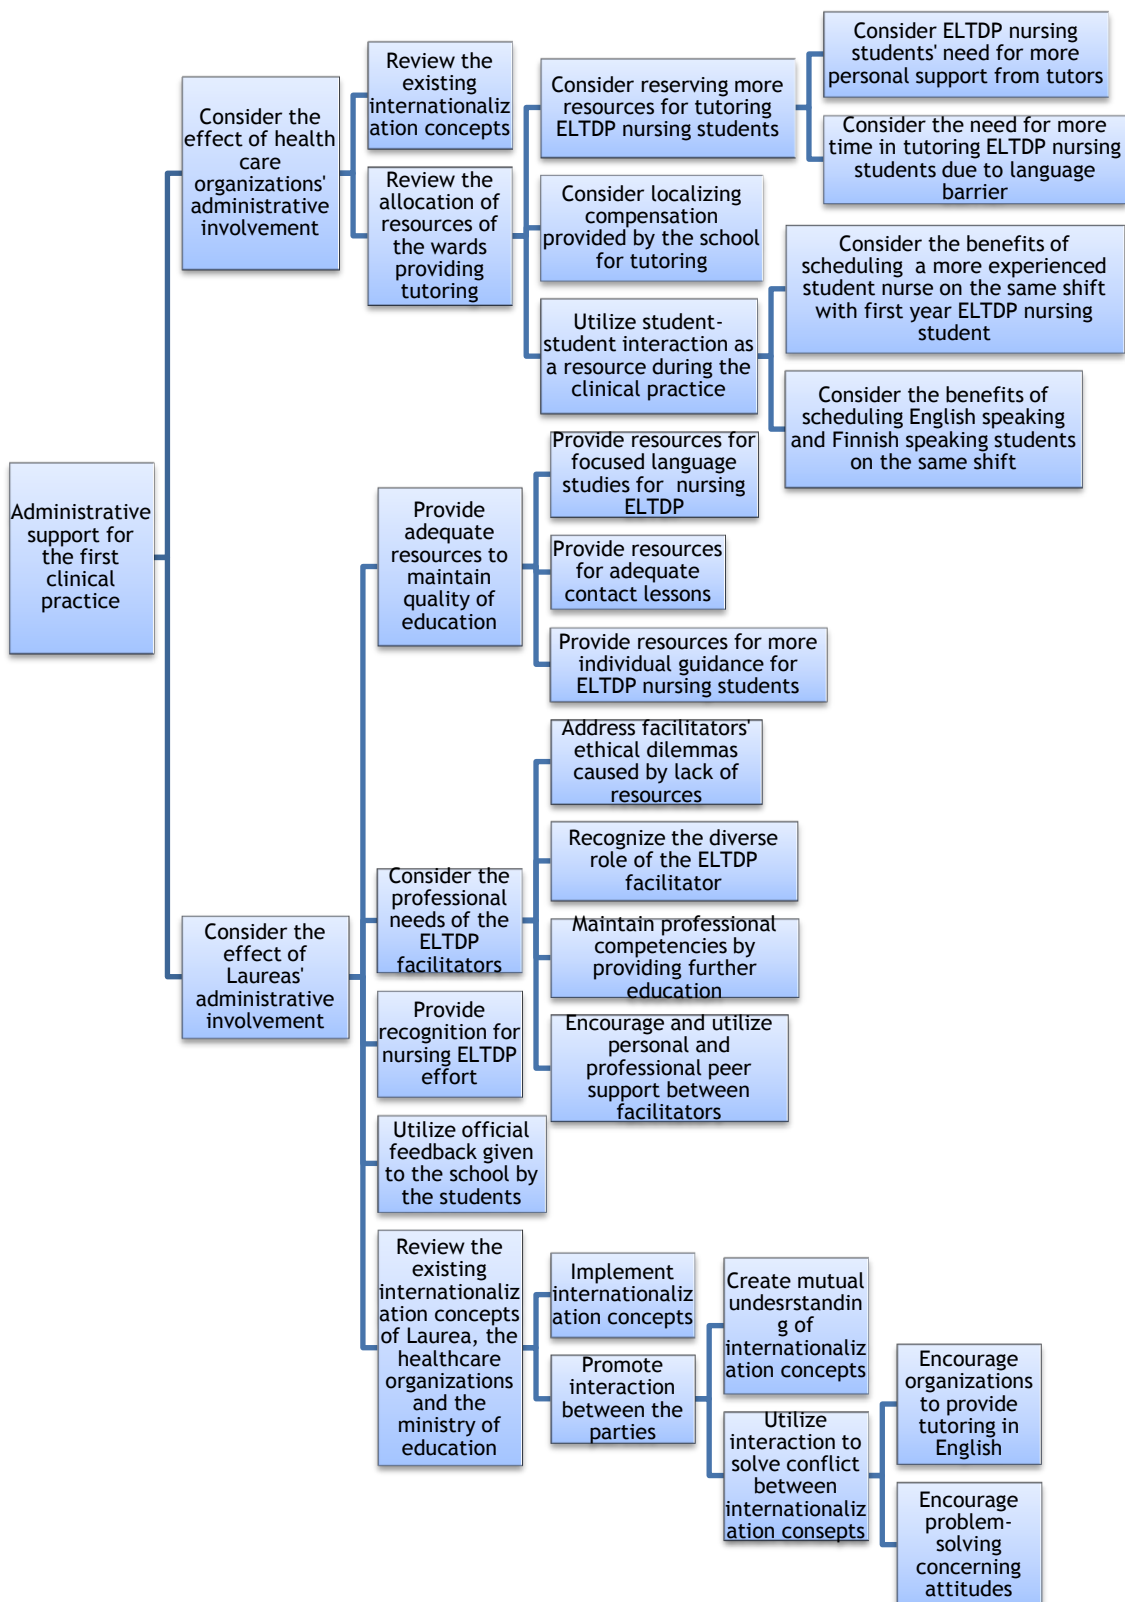 Administrative
support for
the first
clinical
practice
Consider the
effect of health
care
organizations'
administrative
involvement
Review the
existing
internationaliz
ation concepts
Review the
allocation of
resources of
the wards
providing
tutoring
Consider reserving more
resources for tutoring
ELTDP nursing students
Consider ELTDP nursing
students' need for more
personal support from tutors
Consider the need for more
time in tutoring ELTDP nursing
students due to language
barrier
Consider localizing
compensation
provided by the school
for tutoring
Utilize student-
student interaction as
a resource during the
clinical practice
Consider the benefits of
scheduling a more experienced
student nurse on the same shift
with first year ELTDP nursing
student
Consider the benefits of
scheduling English speaking
and Finnish speaking students
on the same shift
Consider the
effect of
Laureas'
administrative
involvement
Provide
adequate
resources to
maintain
quality of
education
Provide resources for
focused language
studies for nursing
ELTDP
Provide resources
for adequate
contact lessons
Provide resources for more
individual guidance for
ELTDP nursing students
Consider the
professional
needs of the
ELTDP
facilitators
Address facilitators'
ethical dilemmas
caused by lack of
resources
Recognize the diverse
role of the ELTDP
facilitator
Maintain professional
competencies by
providing further
education
Encourage and utilize
personal and
professional peer
support between
facilitators
Provide
recognition for
nursing ELTDP
effort
Utilize official
feedback given
to the school by
the students
Review the
existing
internationaliz
ation concepts
of Laurea, the
healthcare
organizations
and the
ministry of
education
Implement
internationaliz
ation concepts
Promote
interaction
between the
parties
Create mutual
undesrstandin
g of
internationaliz
ation concepts
Utilize
interaction to
solve conflict
between
internationaliz
ation consepts
Encourage
organizations
to provide
tutoring in
English
Encourage
problem-
solving
concerning
attitudes